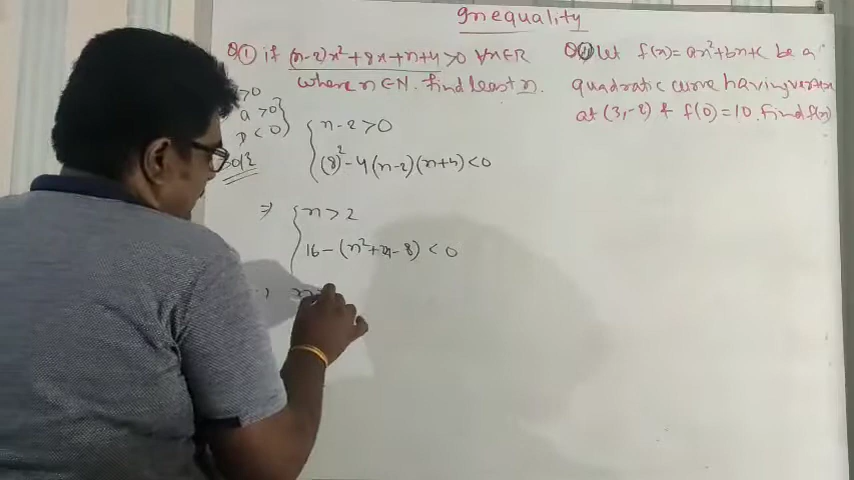 Inequality
Q① if (n-2)x²+8x+n+4>0 ∀x∈R
where n∈N. find least n.
>0
a >0
D < 0
Sol:
n-2>0
(8)²-4(n-2)(n+4)<0
⇒ n > 2
16-(n²+2n-8) < 0
Q② Let f(x)=ax²+bx+c be a
quadratic curve having vertex
at (3,-2) & f(0)=10. Find f(x)